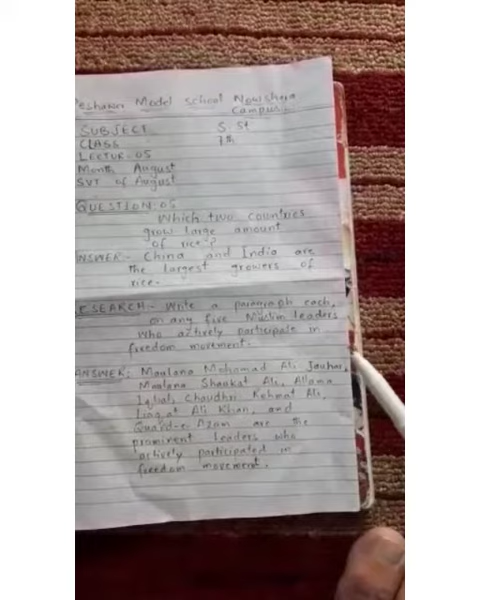 Peshawar Model School Nowshera
Campus.
SUBJECT S. St
CLASS 7th
LECTUR-05
Month August
SVT of August
QUESTION:05
Which two countries
grow large amount
of rice?
ANSWER:- China and India are
the largest growers of
rice.
RESEARCH:- Write a paragraph each,
on any five Muslim leaders
who actively participate in
freedom movement.
ANSWER: Maulana Mohamad Ali Jauhar,
Maulana Shaukat Ali, Allama
Iqbal, Chaudhri Rehmat Ali,
Liaqat Ali Khan, and
Quaid-e-Azam are the
prominent leaders who
actively participated in
freedom movement.